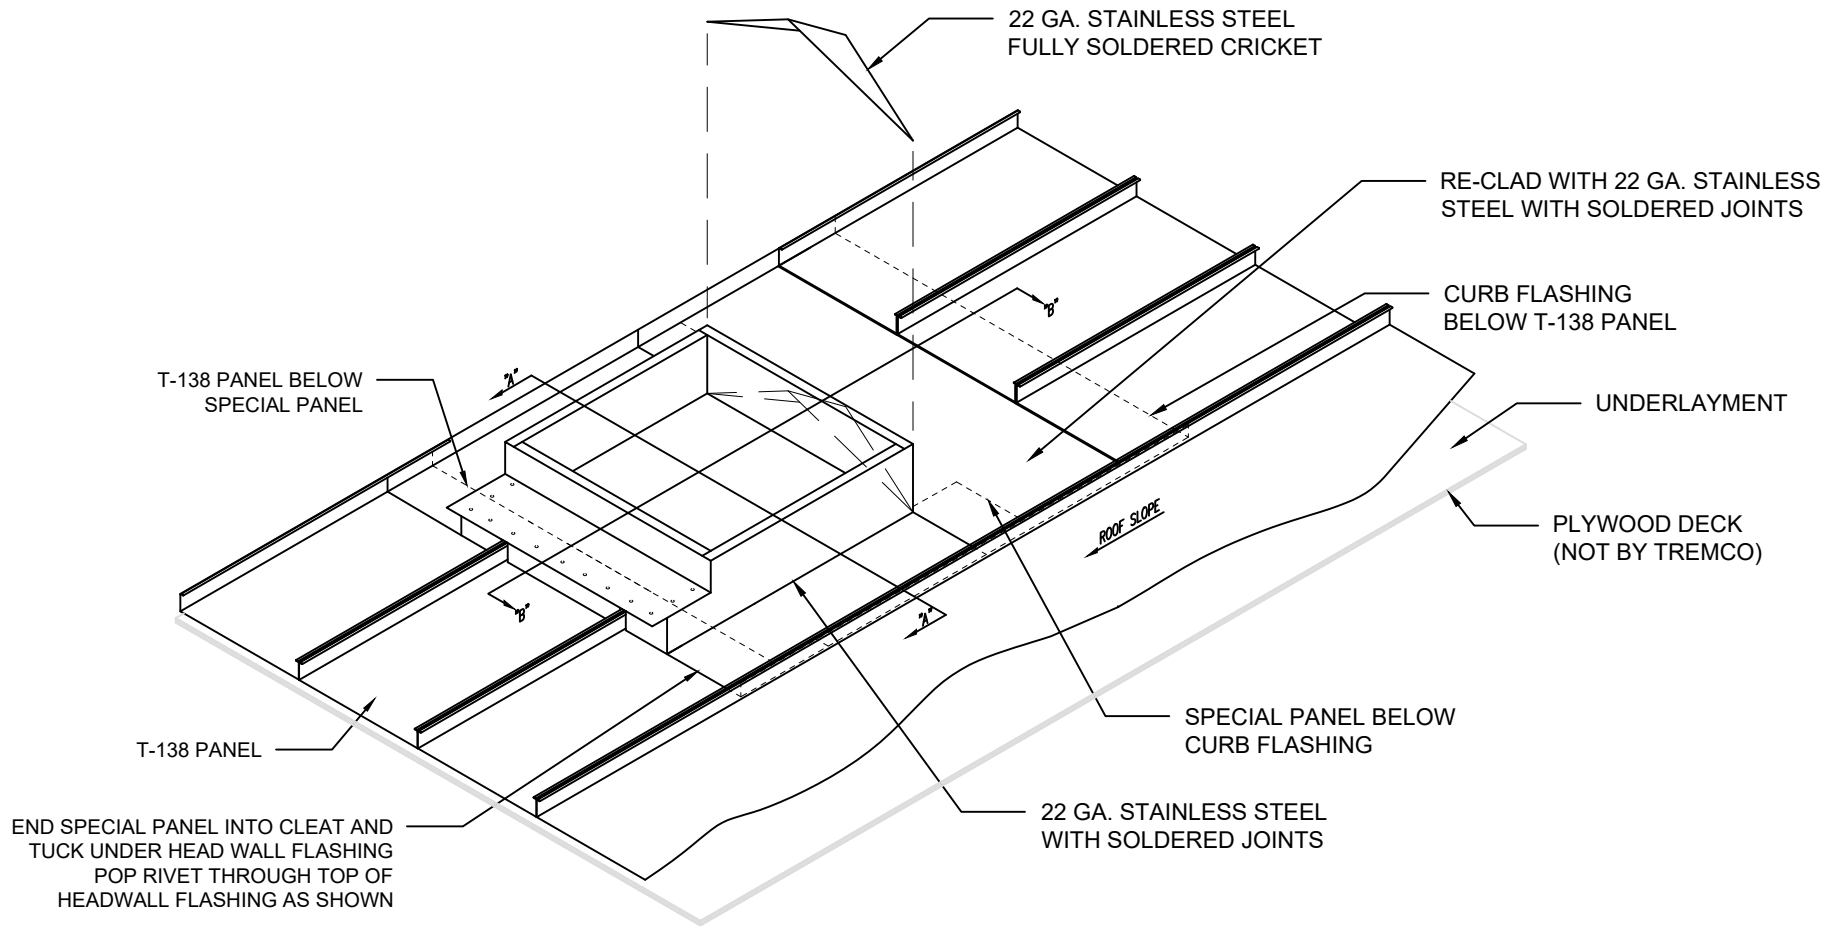 22 GA. STAINLESS STEEL
FULLY SOLDERED CRICKET
RE-CLAD WITH 22 GA. STAINLESS
STEEL WITH SOLDERED JOINTS
CURB FLASHING
BELOW T-138 PANEL
"B"
"A"
T-138 PANEL BELOW
SPECIAL PANEL
UNDERLAYMENT
ROOF SLOPE
PLYWOOD DECK
(NOT BY TREMCO)
"B"
"A"
SPECIAL PANEL BELOW
CURB FLASHING
T-138 PANEL
22 GA. STAINLESS STEEL
WITH SOLDERED JOINTS
END SPECIAL PANEL INTO CLEAT AND
TUCK UNDER HEAD WALL FLASHING
POP RIVET THROUGH TOP OF
HEADWALL FLASHING AS SHOWN